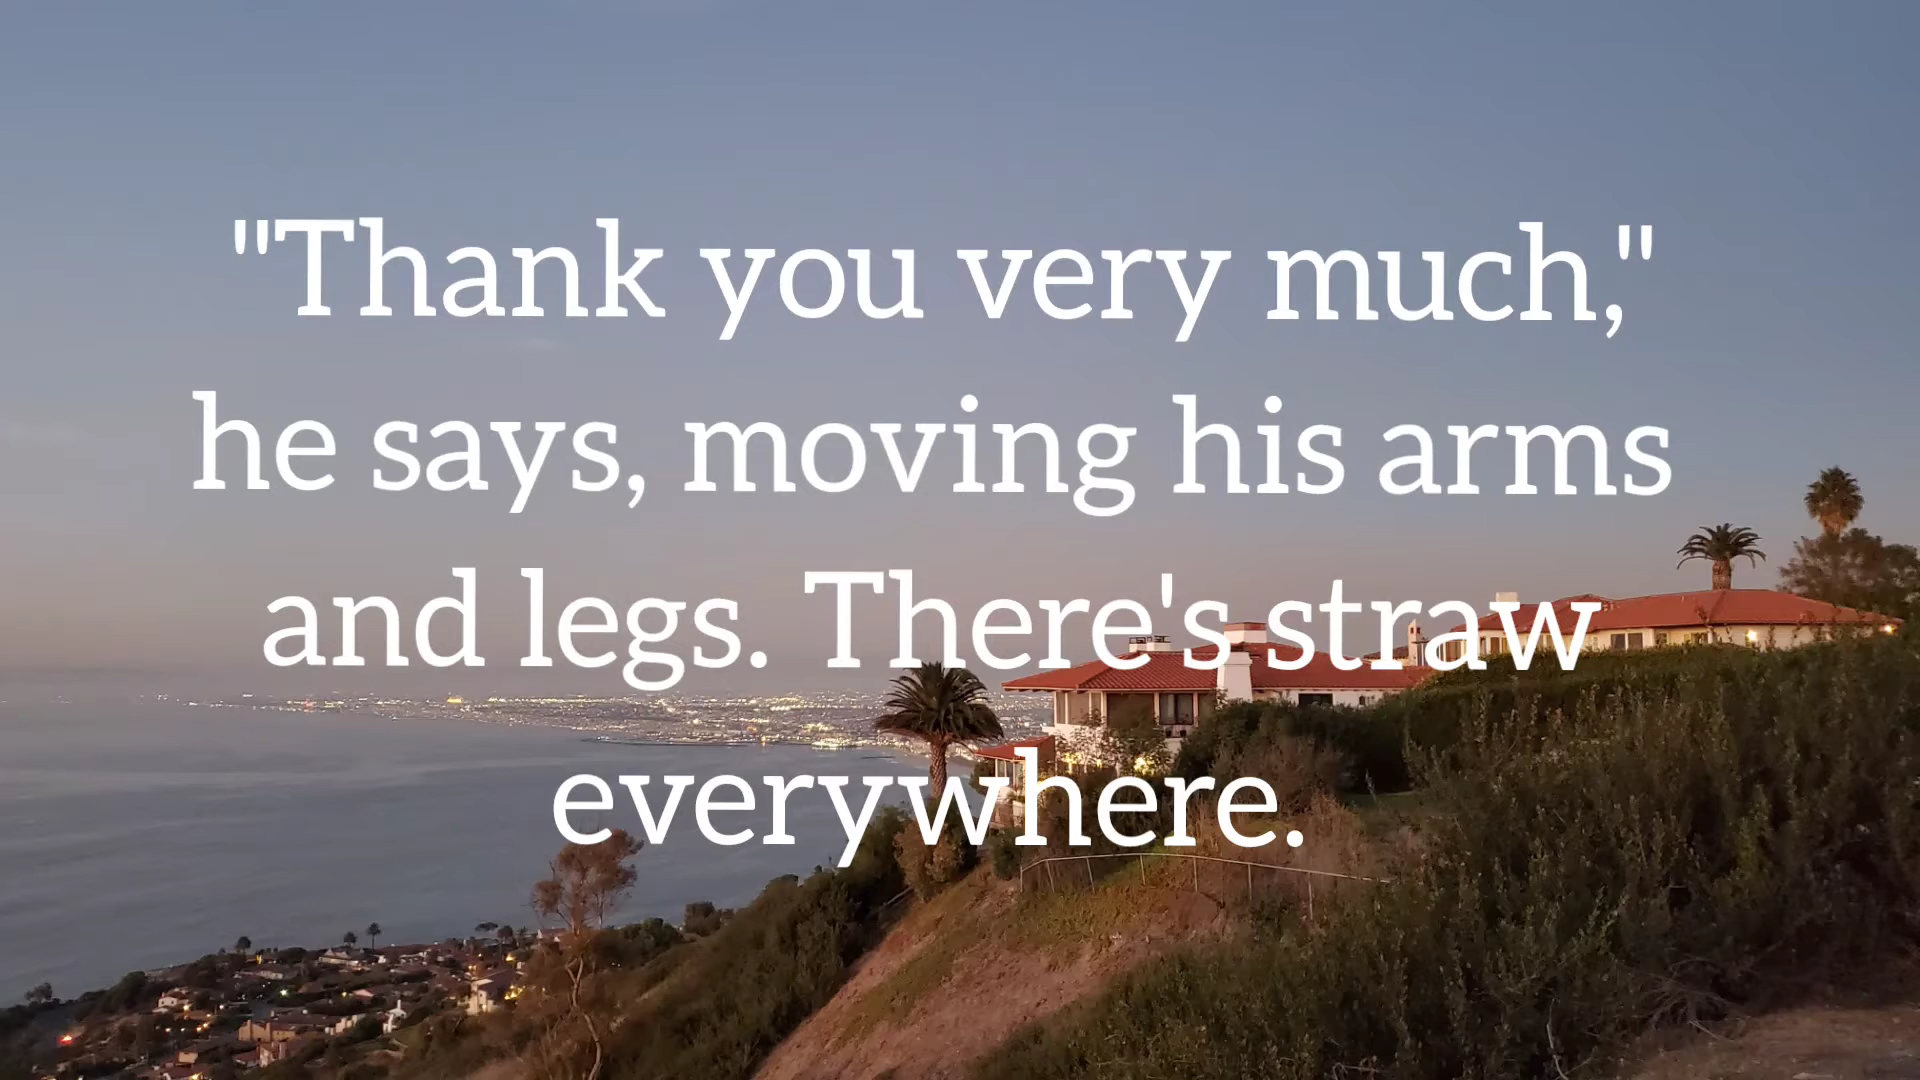 "Thank you very much,"
he says, moving his arms
and legs. There's straw
everywhere.